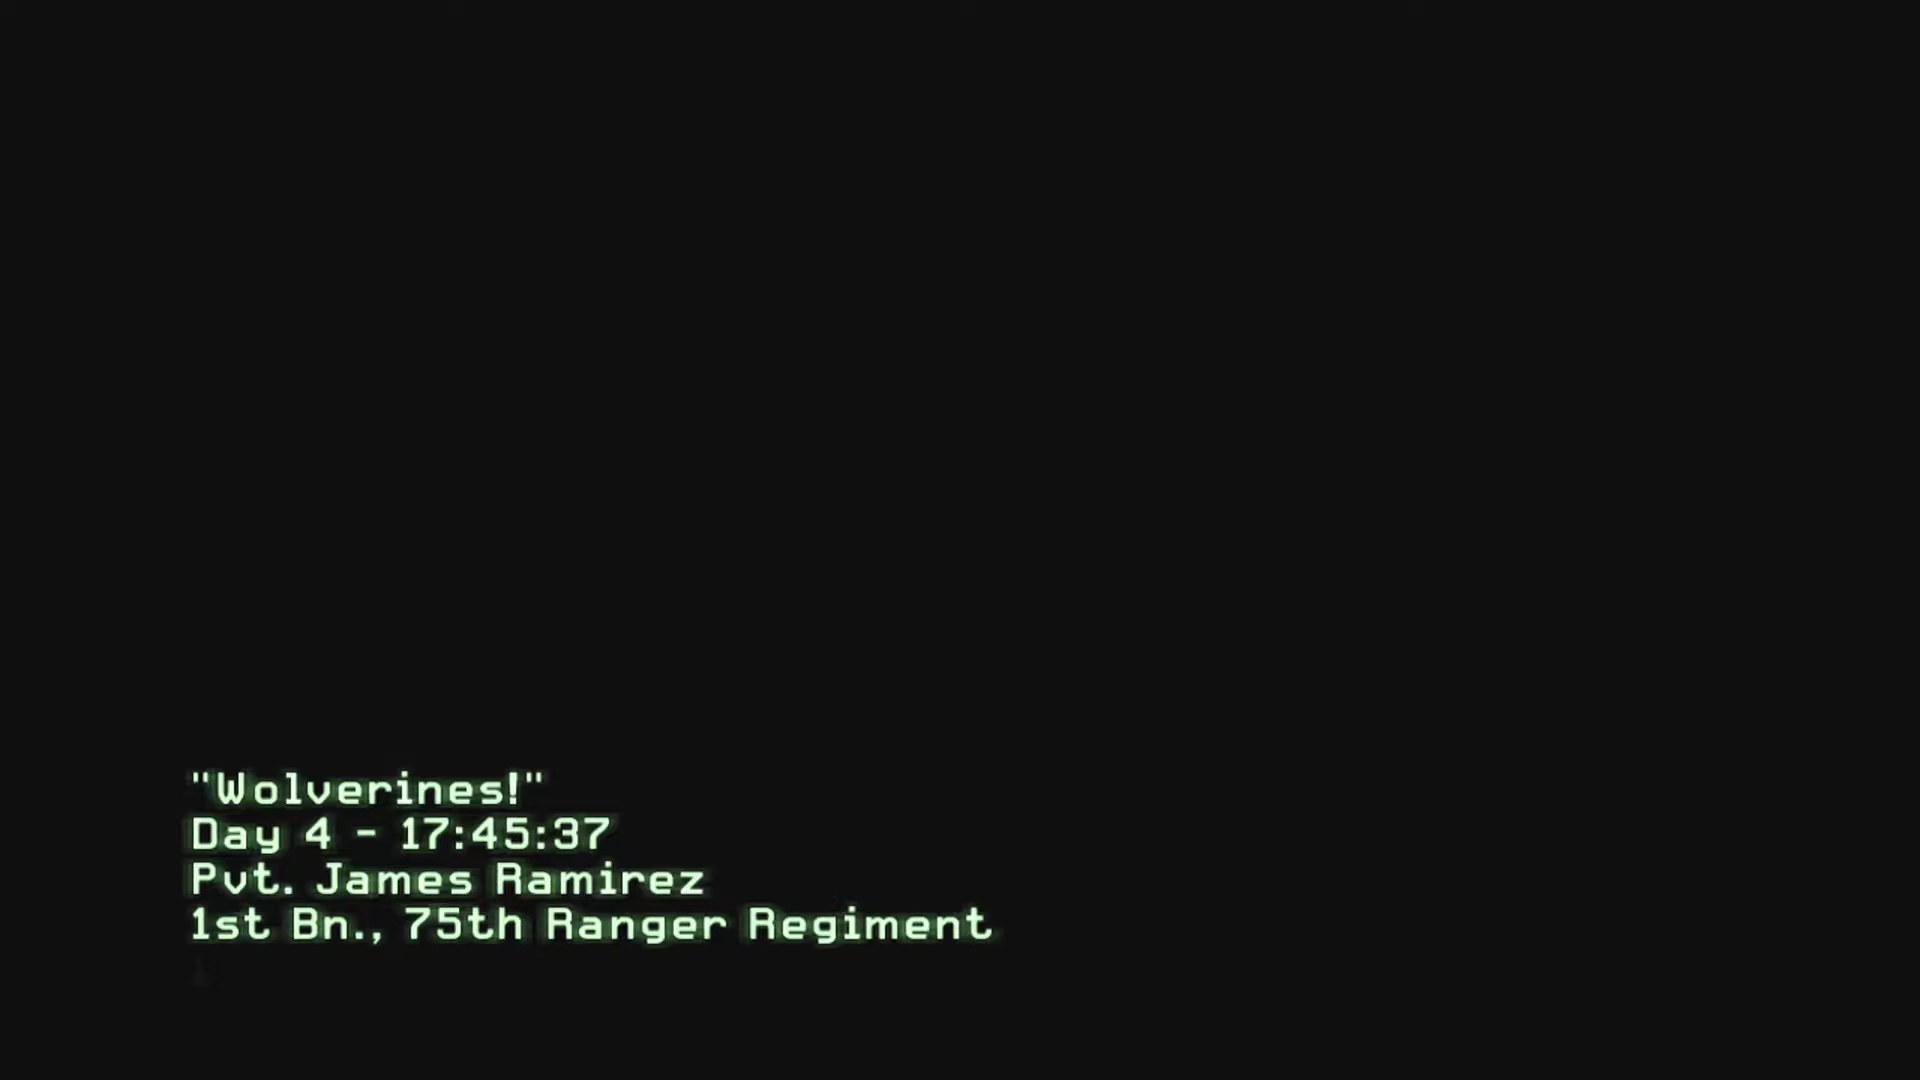 "Wolverines!"
Day 4 - 17:45:37
Pvt. James Ramirez
1st Bn., 75th Ranger Regiment